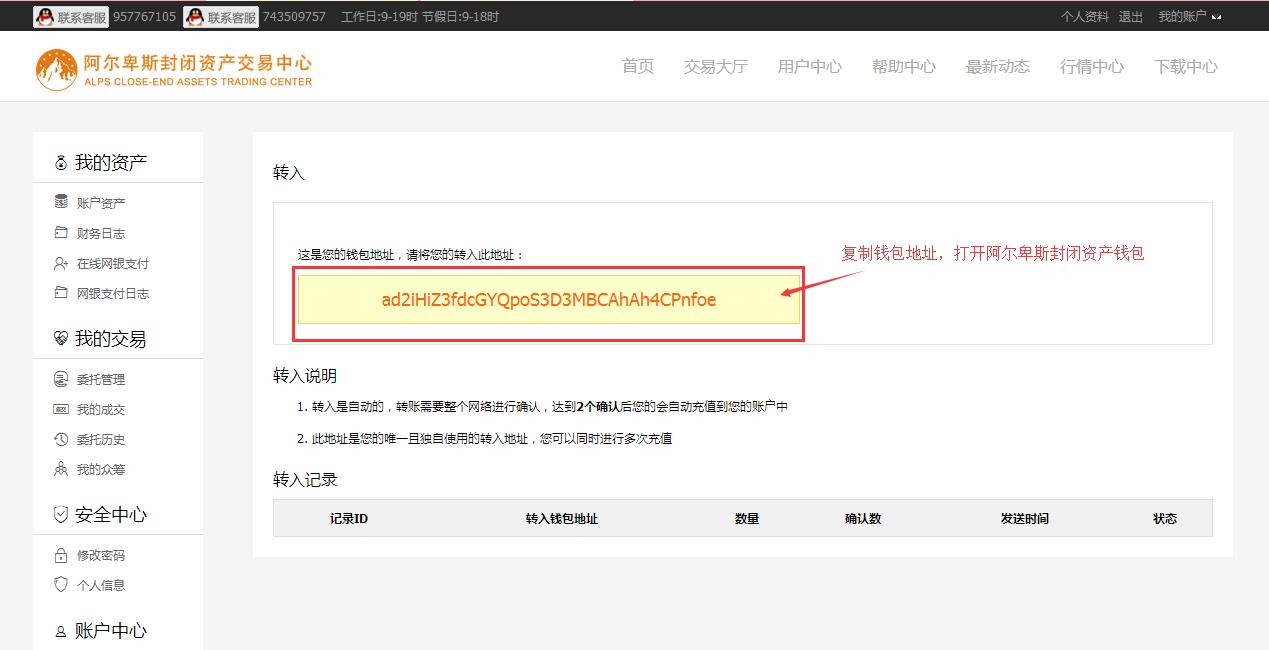 联系客服 957767105 联系客服 743509757 工作日:9-19时 节假日:9-18时 个人资料 退出 我的账户
阿尔卑斯封闭资产交易中心
ALPS CLOSE-END ASSETS TRADING CENTER
首页 交易大厅 用户中心 帮助中心 最新动态 行情中心 下载中心
我的资产
账户资产
财务日志
在线网银支付
网银支付日志
我的交易
委托管理
我的成交
委托历史
我的众筹
安全中心
修改密码
个人信息
账户中心
转入
这是您的钱包地址，请将您的转入此地址：
复制钱包地址，打开阿尔卑斯封闭资产钱包
ad2iHiZ3fdcGYQpoS3D3MBCAhAh4CPnfoe
转入说明
1. 转入是自动的，转账需要整个网络进行确认，达到2个确认后您的会自动充值到您的账户中
2. 此地址是您的唯一且独自使用的转入地址，您可以同时进行多次充值
转入记录
记录ID 转入钱包地址 数量 确认数 发送时间 状态